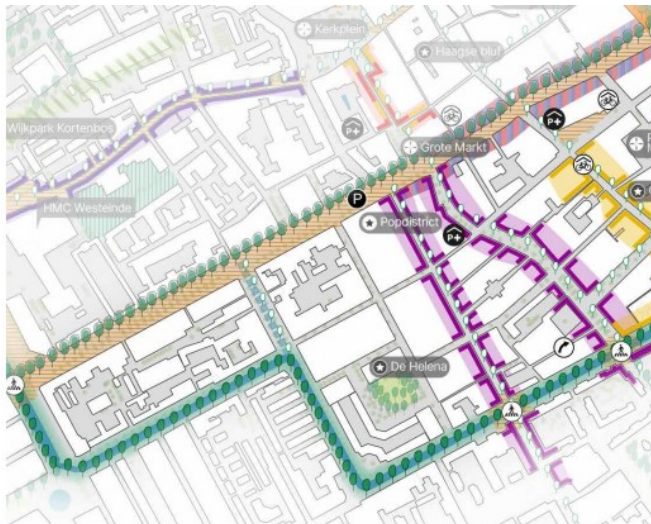 Kerkplein
Haagse bluf
Wijkpark Kortenbos
Grote Markt
P+
P+
HMC Westeinde
P
Popdistrict
P+
De Helena